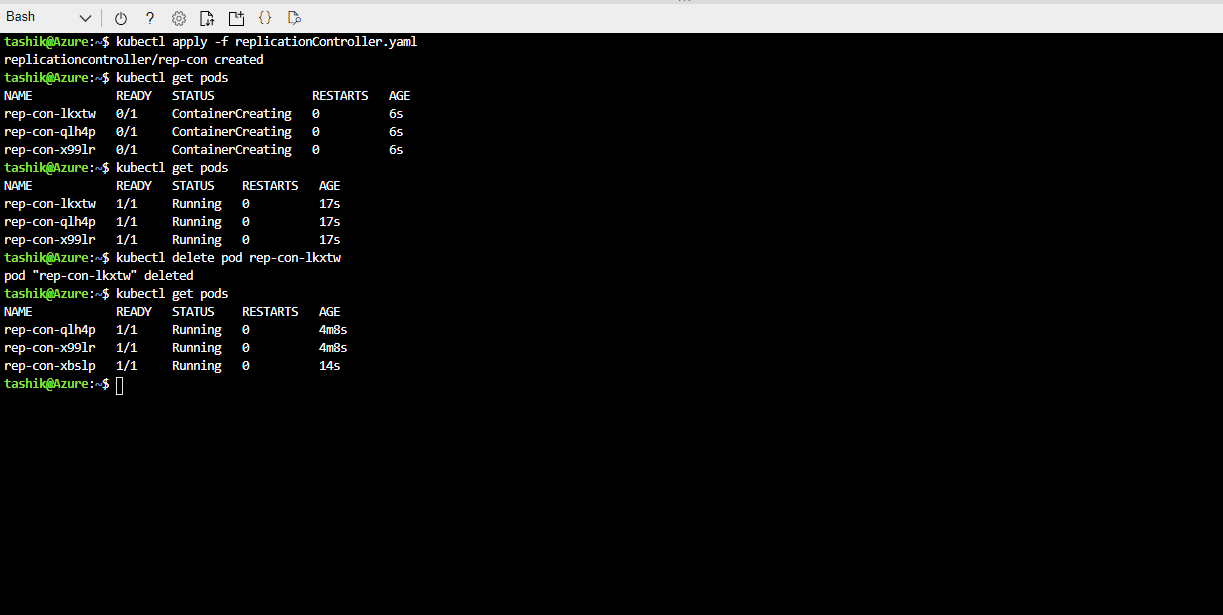 Bash
tashik@Azure:~$ kubectl apply -f replicationController.yaml
replicationcontroller/rep-con created
tashik@Azure:~$ kubectl get pods
NAME READY STATUS RESTARTS AGE
rep-con-lkxtw 0/1 ContainerCreating 0 6s
rep-con-qlh4p 0/1 ContainerCreating 0 6s
rep-con-x99lr 0/1 ContainerCreating 0 6s
tashik@Azure:~$ kubectl get pods
NAME READY STATUS RESTARTS AGE
rep-con-lkxtw 1/1 Running 0 17s
rep-con-qlh4p 1/1 Running 0 17s
rep-con-x99lr 1/1 Running 0 17s
tashik@Azure:~$ kubectl delete pod rep-con-lkxtw
pod "rep-con-lkxtw" deleted
tashik@Azure:~$ kubectl get pods
NAME READY STATUS RESTARTS AGE
rep-con-qlh4p 1/1 Running 0 4m8s
rep-con-x99lr 1/1 Running 0 4m8s
rep-con-xbslp 1/1 Running 0 14s
tashik@Azure:~$